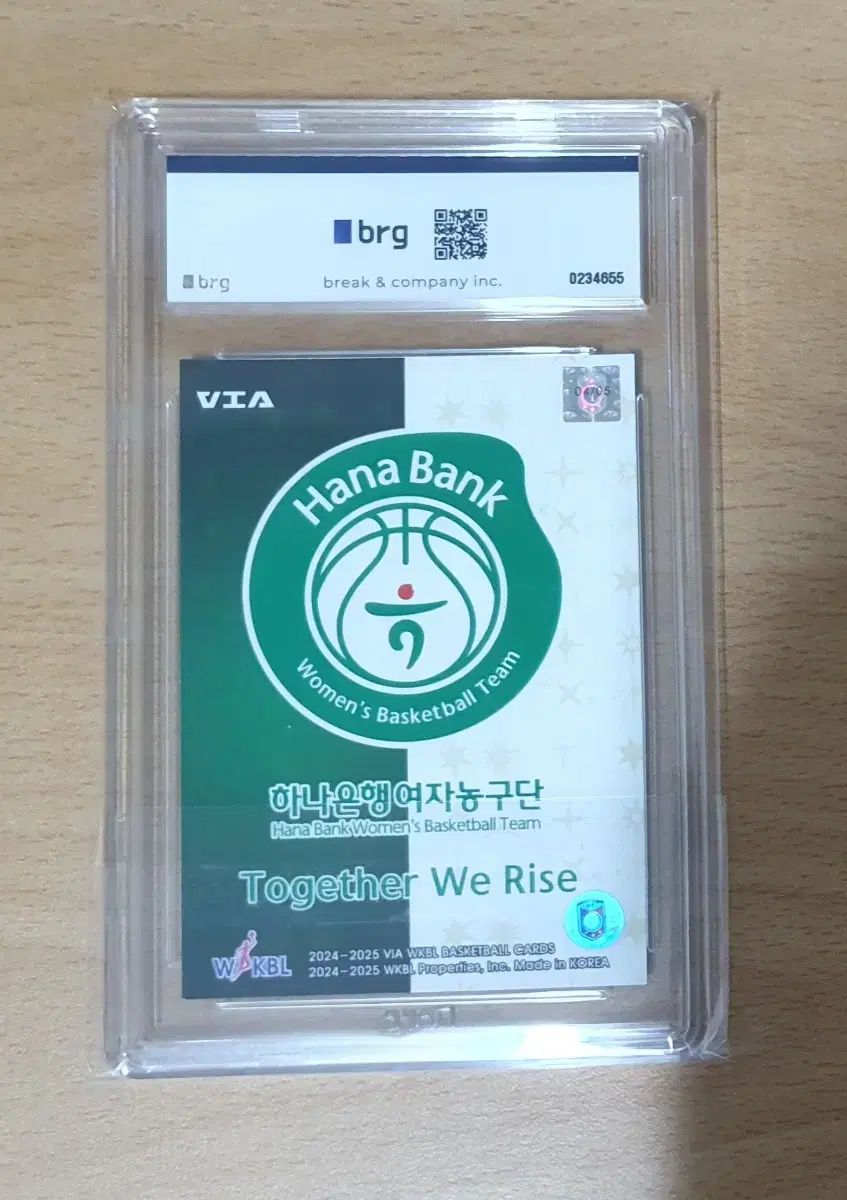 brg
brg
break & company inc.
0234655
VIA
04/05
Hana Bank
Women's Basketball Team
하나은행 여자농구단
Hana Bank Women's Basketball Team
Together We Rise
WKBL
2024-2025 VIA WKBL BASKETBALL CARDS
2024-2025 WKBL Properties, Inc. Made in KOREA